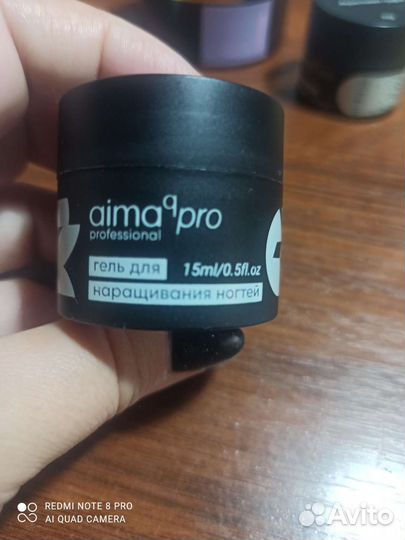 aima q pro
professional
гель для 15ml/0.5fl.oz
наращивания ногтей
REDMI NOTE 8 PRO
AI QUAD CAMERA
Avito